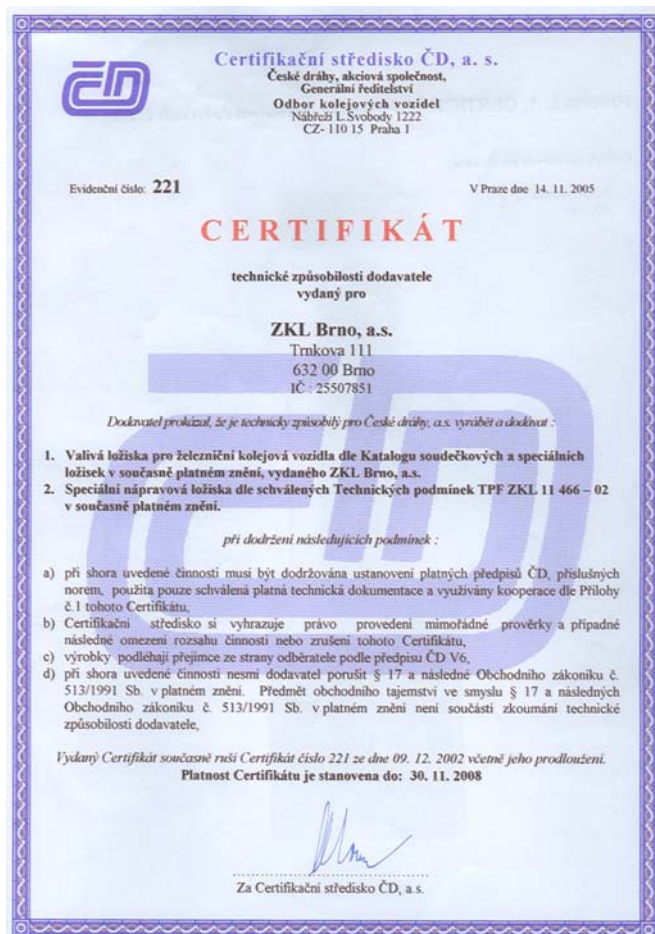 ČD
Certifikační středisko ČD, a. s.
České dráhy, akciová společnost,
Generální ředitelství
Odbor kolejových vozidel
Nábřeží L.Svobody 1222
CZ- 110 15 Praha 1
Evidenční číslo: 221
V Praze dne 14. 11. 2005
CERTIFIKÁT
technické způsobilosti dodavatele
vydaný pro
ZKL Brno, a.s.
Trnkova 111
632 00 Brno
IČ : 25507851
Dodavatel prokázal, že je technicky způsobilý pro České dráhy, a.s. vyrábět a dodávat :
1. Valivá ložiska pro železniční kolejová vozidla dle Katalogu soudečkových a speciálních
ložisek v současně platném znění, vydaného ZKL Brno, a.s.
2. Speciální nápravová ložiska dle schválených Technických podmínek TPF ZKL 11 466 – 02
v současně platném znění.
při dodržení následujících podmínek :
a) při shora uvedené činnosti musí být dodržována ustanovení platných předpisů ČD, příslušných
norem, použita pouze schválená platná technická dokumentace a využívány kooperace dle Přílohy
č.1 tohoto Certifikátu,
b) Certifikační středisko si vyhrazuje právo provedení mimořádné prověrky a případné
následné omezení rozsahu činnosti nebo zrušení tohoto Certifikátu,
c) výrobky podléhají přejímce ze strany odběratele podle předpisu ČD V6,
d) při shora uvedené činnosti nesmí dodavatel porušit § 17 a následné Obchodního zákoníku č.
513/1991 Sb. v platném znění. Předmět obchodního tajemství ve smyslu § 17 a následných
Obchodního zákoníku č. 513/1991 Sb. v platném znění není součástí zkoumání technické
způsobilosti dodavatele,
Vydaný Certifikát současně ruší Certifikát číslo 221 ze dne 09. 12. 2002 včetně jeho prodloužení.
Platnost Certifikátu je stanovena do: 30. 11. 2008
Za Certifikační středisko ČD, a.s.